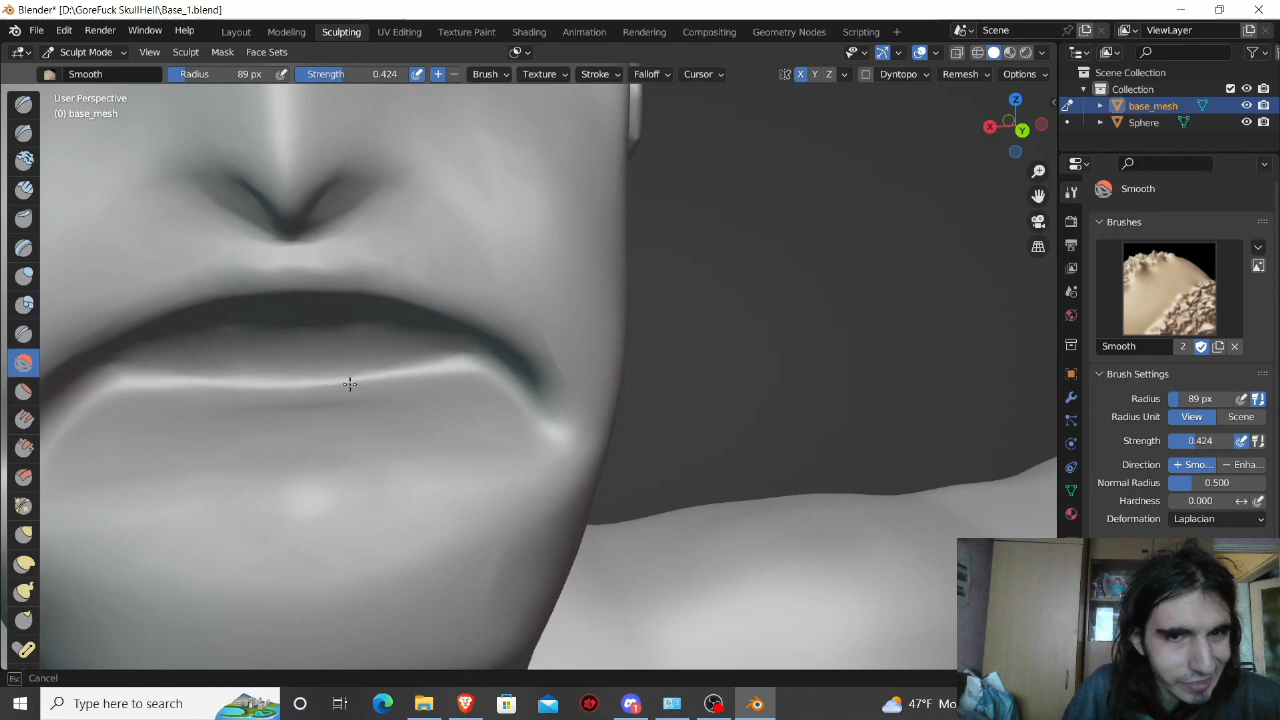 Blender* [D:\GoreFuck SkullHell\Base_1.blend]
File Edit Render Window Help Layout Modeling Sculpting UV Editing Texture Paint Shading Animation Rendering Compositing Geometry Nodes Scripting Scene ViewLayer
Sculpt Mode View Sculpt Mask Face Sets
Smooth Radius 89 px Strength 0.424 Brush Texture Stroke Falloff Cursor X Y Z Dyntopo Remesh Options
User Perspective
(0) base_mesh
Z
X
Y
Scene Collection
Collection
base_mesh
Sphere
Smooth
Brushes
Smooth 2
Brush Settings
Radius 89 px
Radius Unit View Scene
Strength 0.424
Direction + Smo... − Enha...
Normal Radius 0.500
Hardness 0.000
Deformation Laplacian
Esc Cancel
Type here to search
47°F Mo